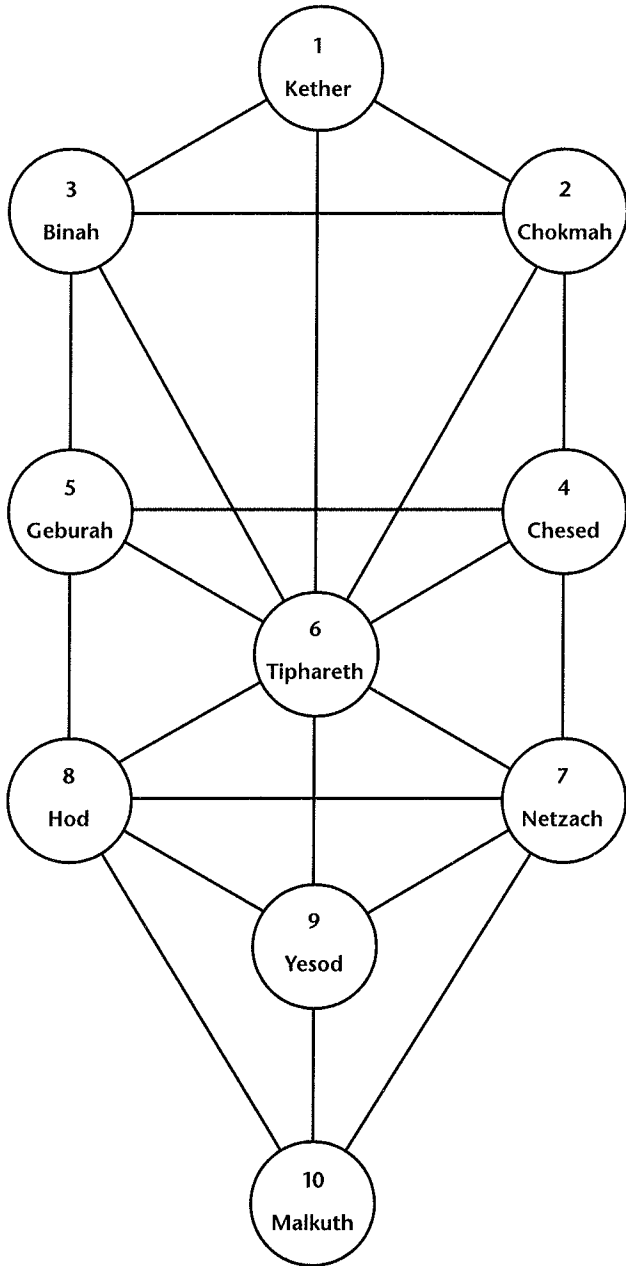 1
Kether
3
Binah
2
Chokmah
5
Geburah
4
Chesed
6
Tiphareth
8
Hod
7
Netzach
9
Yesod
10
Malkuth